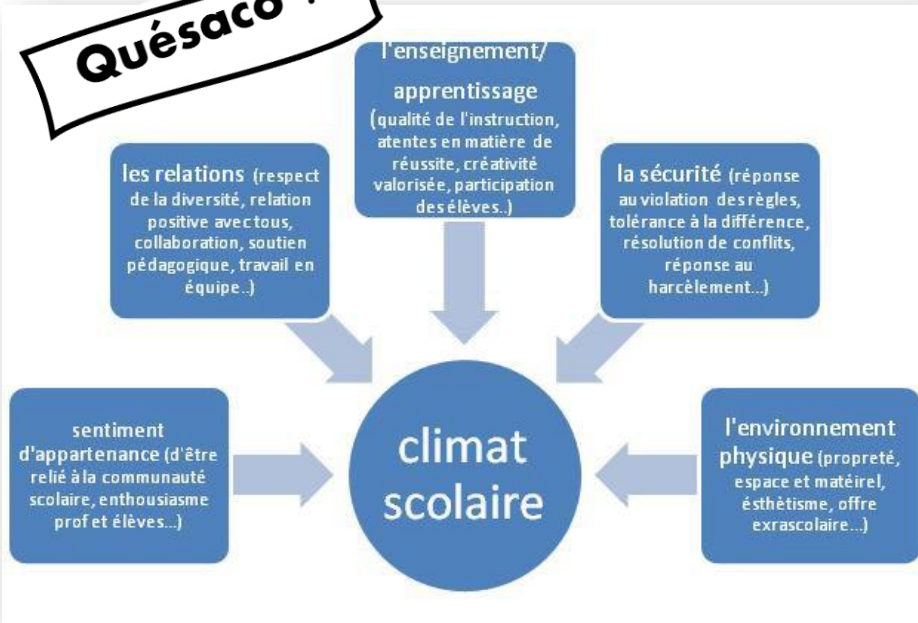 Quésaco ?
l'enseignement/
apprentissage
(qualité de l'instruction,
atentes en matière de
réussite, créativité
valorisée, participation
des élèves..)
les relations (respect
de la diversité, relation
positive avec tous,
collaboration, soutien
pédagogique, travail en
équipe..)
la sécurité (réponse
au violation des règles,
tolérance à la différence,
résolution de conflits,
réponse au
harcèlement...)
sentiment
d'appartenance (d'être
relié à la communauté
scolaire, enthousiasme
prof et élèves...)
climat
scolaire
l'environnement
physique (propreté,
espace et matéirel,
ésthètisme, offre
exrascolaire...)